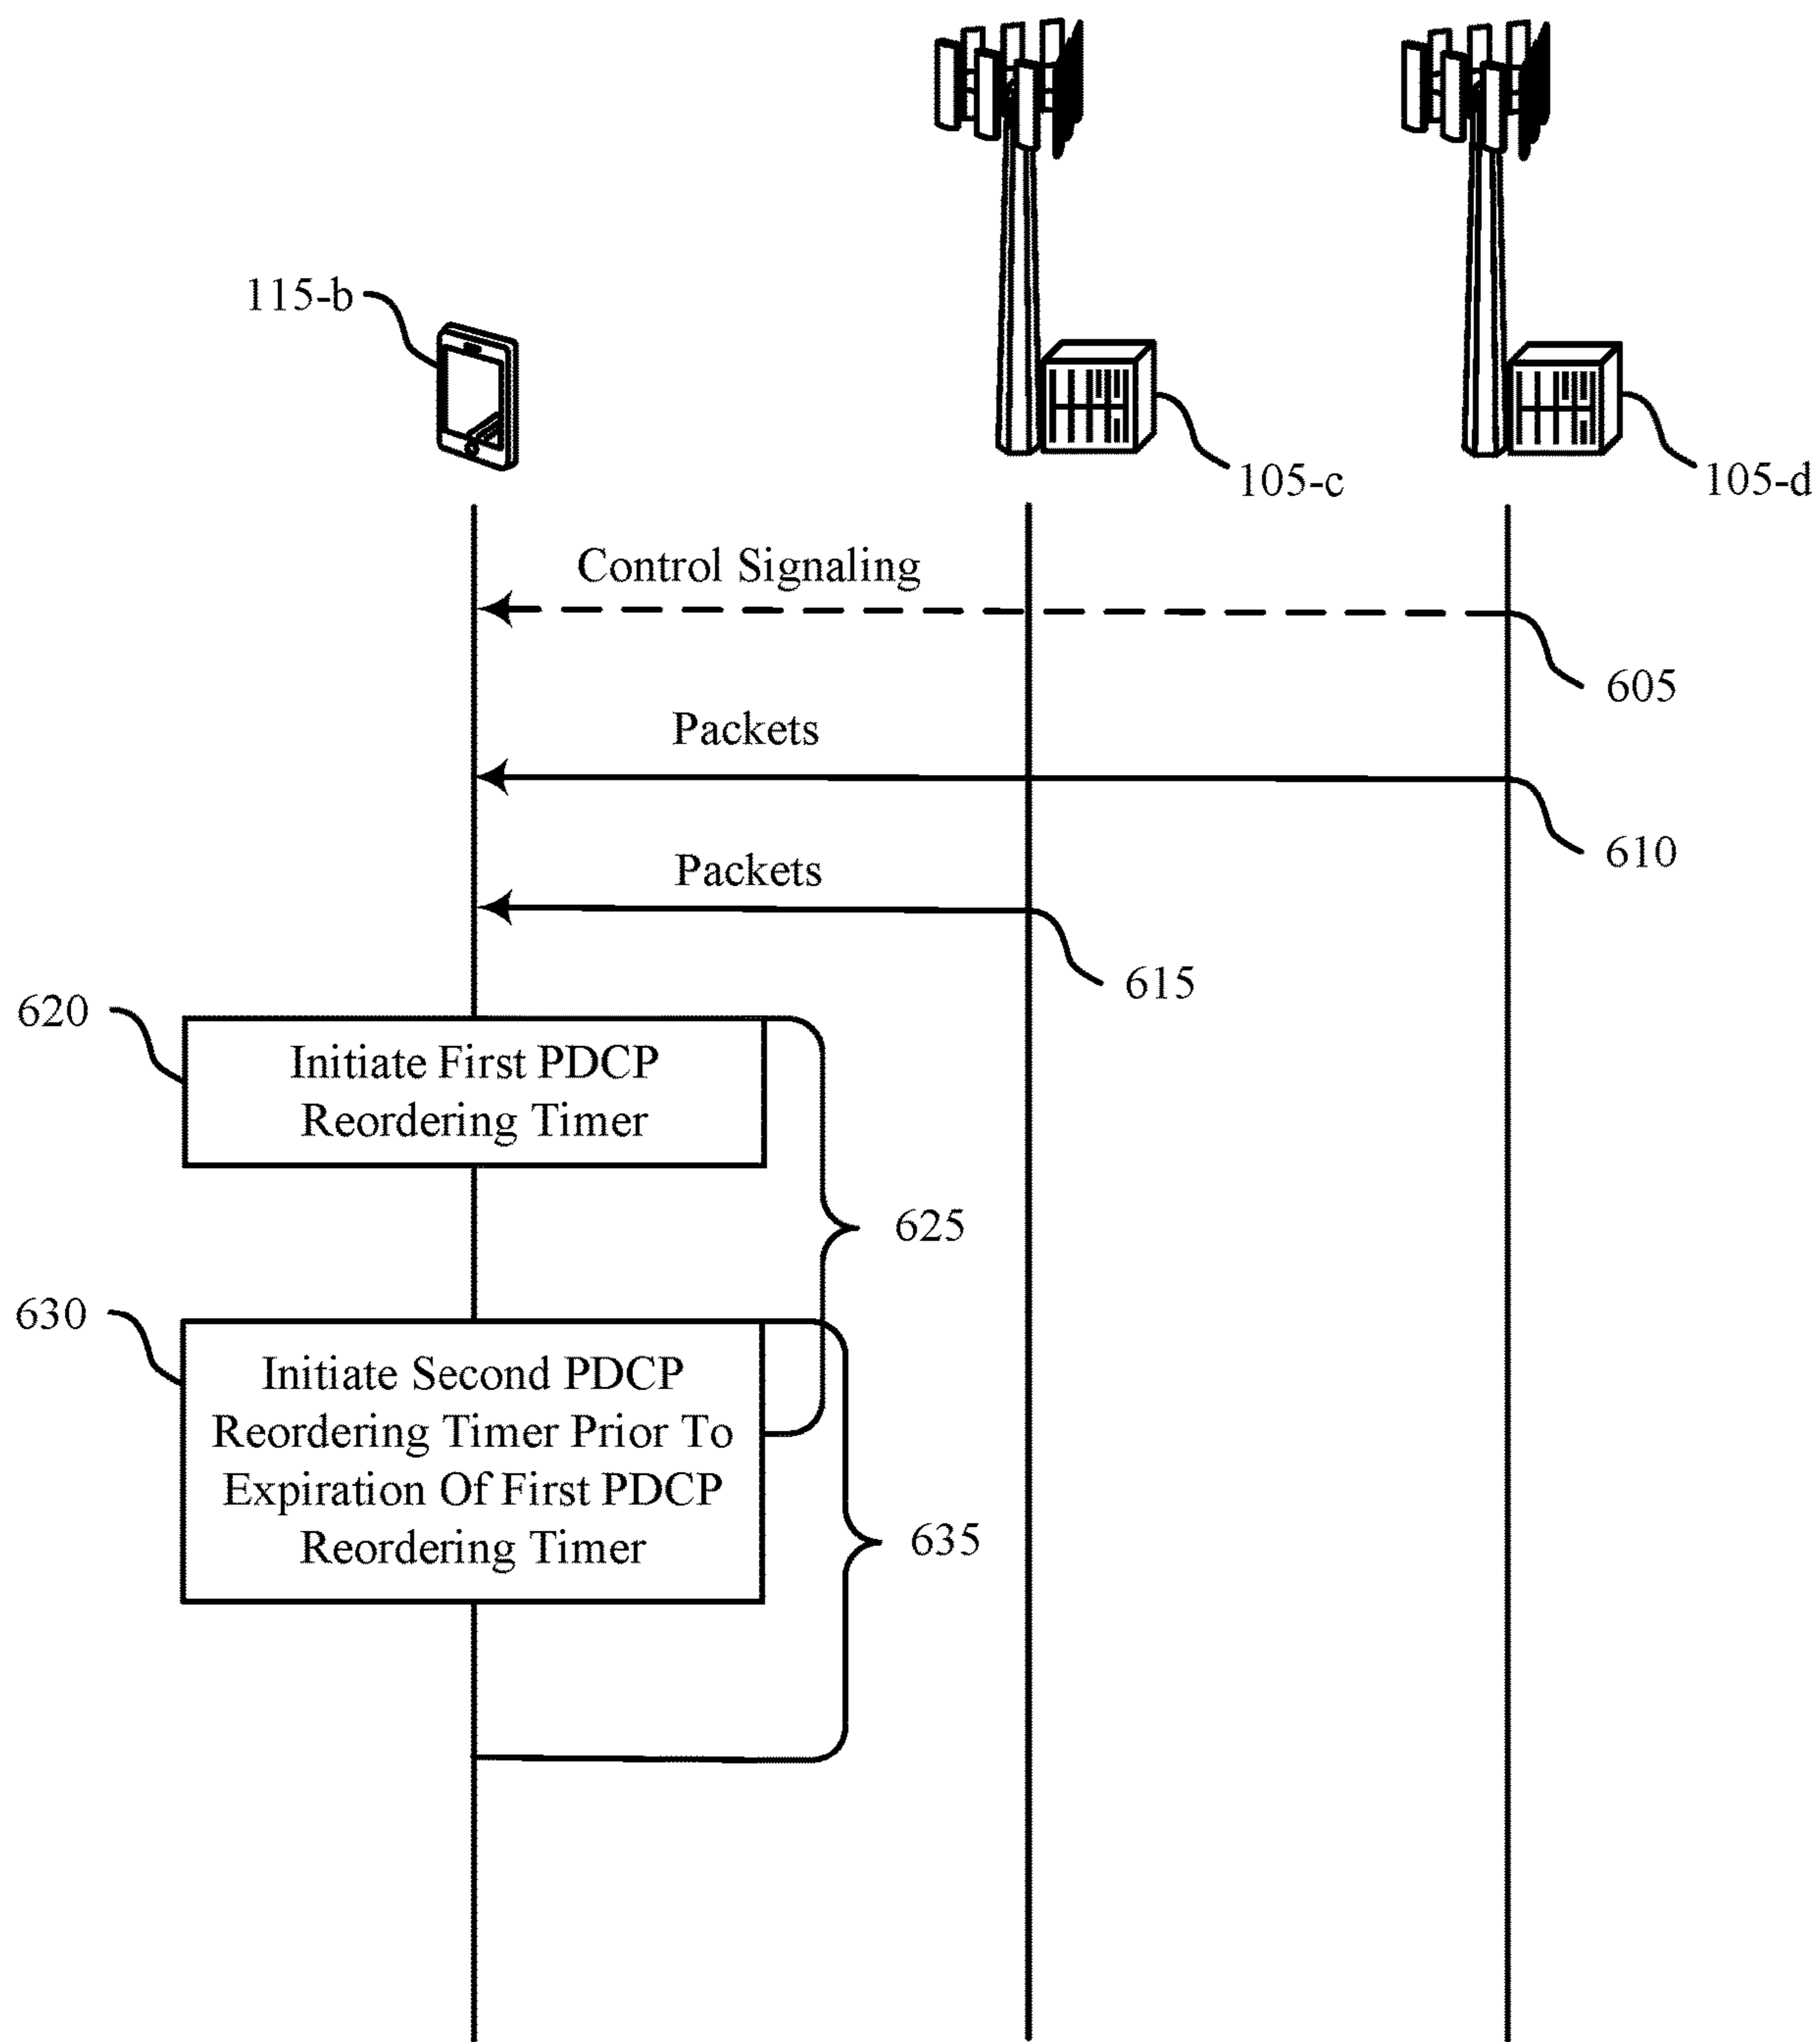 115-b
105-c
105-d
Control Signaling
605
Packets
610
Packets
615
620
Initiate First PDCP
Reordering Timer
625
630
Initiate Second PDCP
Reordering Timer Prior To
Expiration Of First PDCP
Reordering Timer
635